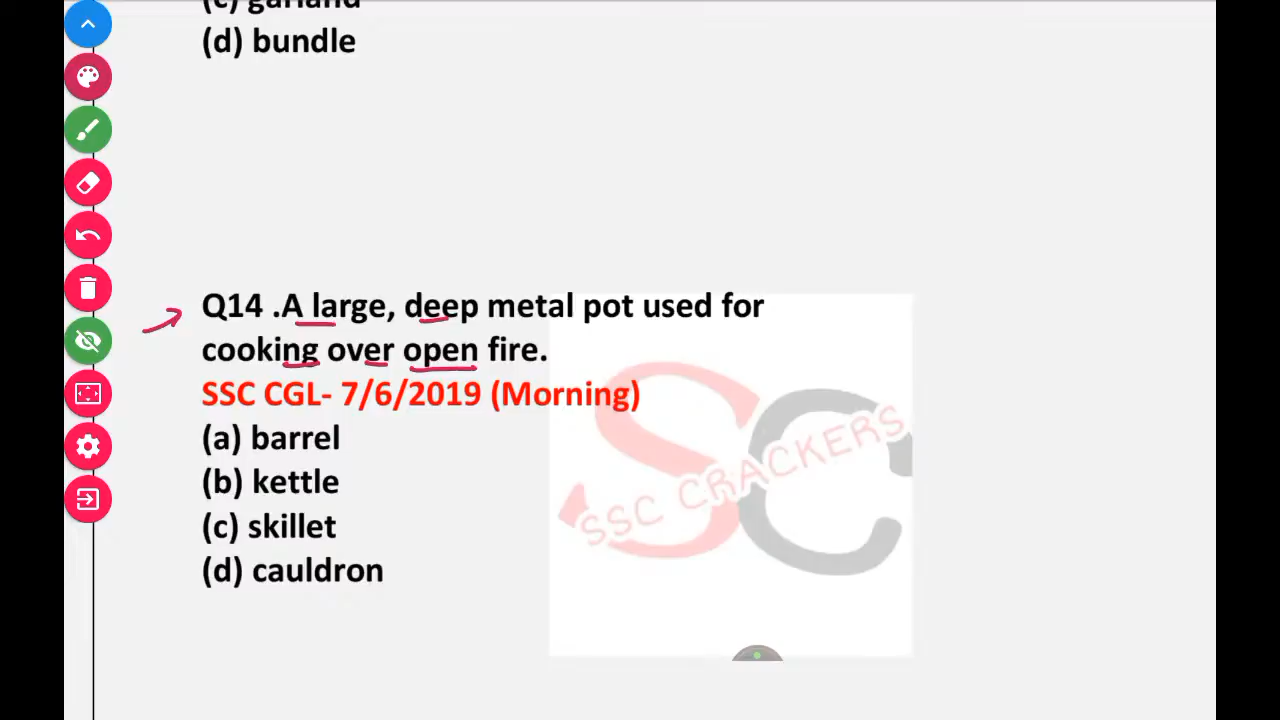 (c) garland
(d) bundle
Q14 .A large, deep metal pot used for
cooking over open fire.
SSC CGL- 7/6/2019 (Morning)
(a) barrel
(b) kettle
(c) skillet
(d) cauldron
SSC CRACKERS